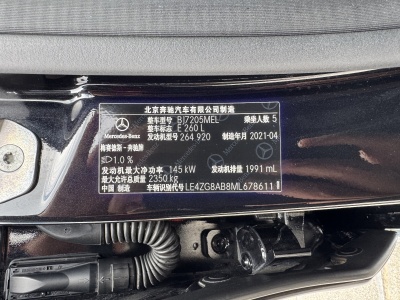 北京奔驰汽车有限公司制造
Mercedes-Benz
整车型号 BJ7205MEL 乘坐人数 5
整车标志 E 260 L
发动机型号 264 920 制造年月 2021-04
梅赛德斯-奔驰牌
1.0 %
发动机最大净功率 145 kW 发动机排量 1991 mL
最大允许总质量 2350 kg
中国 制造 车辆识别代号 LE4ZG8AB8ML678611